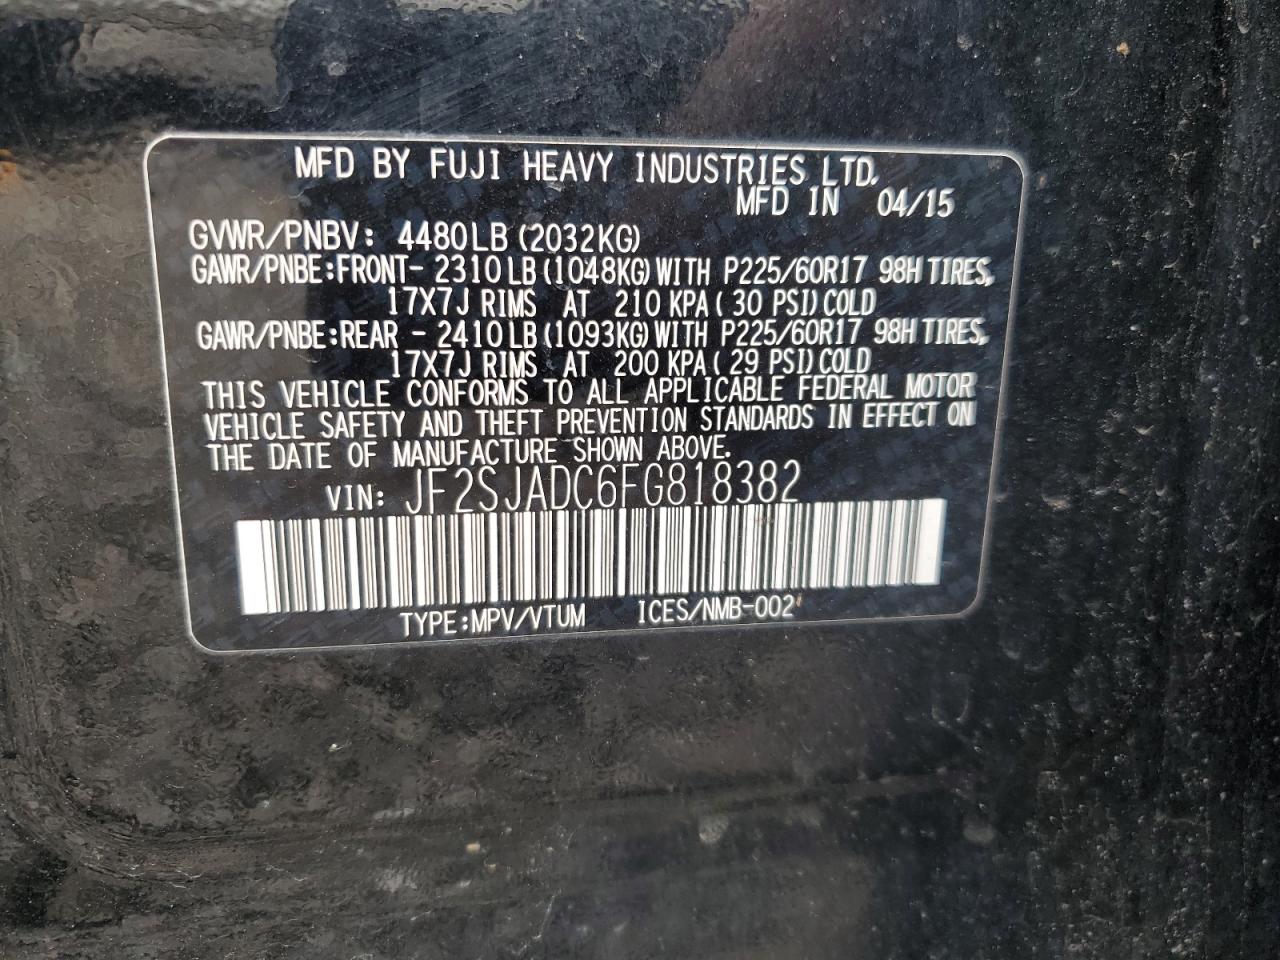 MFD BY FUJI HEAVY INDUSTRIES LTD.
MFD IN 04/15
GVWR/PNBV: 4480LB (2032KG)
GAWR/PNBE:FRONT- 2310LB (1048KG) WITH P225/60R17 98H TIRES,
17X7J RIMS AT 210 KPA ( 30 PSI) COLD
GAWR/PNBE:REAR - 2410LB (1093KG) WITH P225/60R17 98H TIRES,
17X7J RIMS AT 200 KPA ( 29 PSI) COLD
THIS VEHICLE CONFORMS TO ALL APPLICABLE FEDERAL MOTOR
VEHICLE SAFETY AND THEFT PREVENTION STANDARDS IN EFFECT ON
THE DATE OF MANUFACTURE SHOWN ABOVE.
VIN: JF2SJADC6FG818382
TYPE:MPV/VTUM ICES/NMB-002